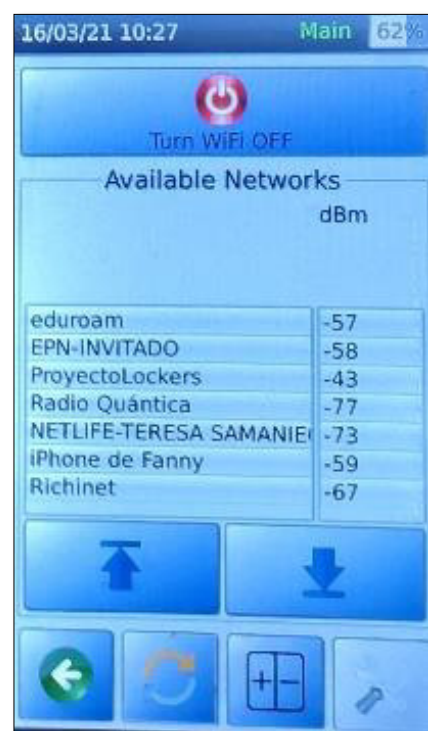 16/03/21 10:27 Main 62%
Turn WiFi OFF
Available Networks
dBm
eduroam -57
EPN-INVITADO -58
ProyectoLockers -43
Radio Quántica -77
NETLIFE-TERESA SAMANIE -73
iPhone de Fanny -59
Richinet -67